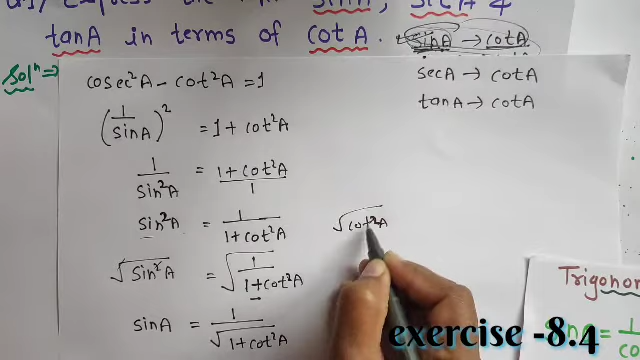 sinA, secA &
tanA in terms of cotA.
sinA → cotA
secA → cotA
tanA → cotA
Solⁿ ⇒
cosec²A - cot²A = 1
(1/sinA)² = 1 + cot²A
1/sin²A = 1 + cot²A/1
sin²A = 1/1 + cot²A
√cot²A
√sin²A = √1/1 + cot²A
sinA = 1/√1 + cot²A
exercise -8.4